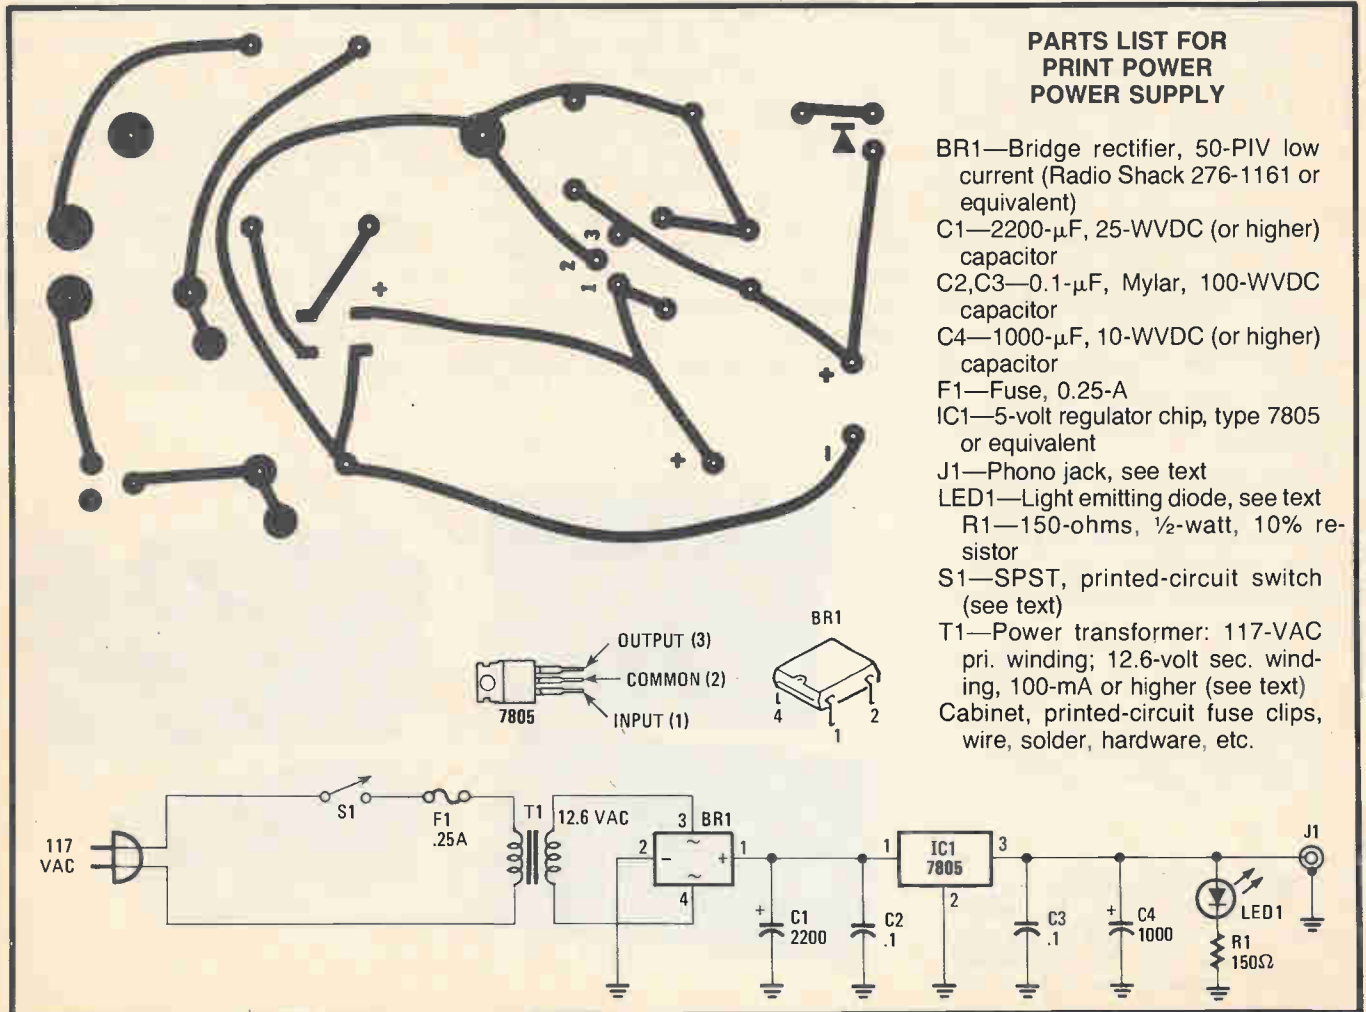 PARTS LIST FOR
PRINT POWER
POWER SUPPLY
BR1—Bridge rectifier, 50-PIV low
current (Radio Shack 276-1161 or
equivalent)
C1—2200-μF, 25-WVDC (or higher)
capacitor
C2,C3—0.1-μF, Mylar, 100-WVDC
capacitor
C4—1000-μF, 10-WVDC (or higher)
capacitor
F1—Fuse, 0.25-A
IC1—5-volt regulator chip, type 7805
or equivalent
J1—Phono jack, see text
LED1—Light emitting diode, see text
R1—150-ohms, ½-watt, 10% re-
sistor
S1—SPST, printed-circuit switch
(see text)
T1—Power transformer: 117-VAC
pri. winding; 12.6-volt sec. wind-
ing, 100-mA or higher (see text)
Cabinet, printed-circuit fuse clips,
wire, solder, hardware, etc.
3
2
1
+
+
+
-
OUTPUT (3)
COMMON (2)
INPUT (1)
7805
BR1
4
1
2
117
VAC
S1
F1
.25A
T1
12.6 VAC
3
BR1
~
2
-
+
1
~
4
+
C1
2200
C2
.1
1
IC1
7805
3
2
C3
.1
+
C4
1000
LED1
R1
150Ω
J1